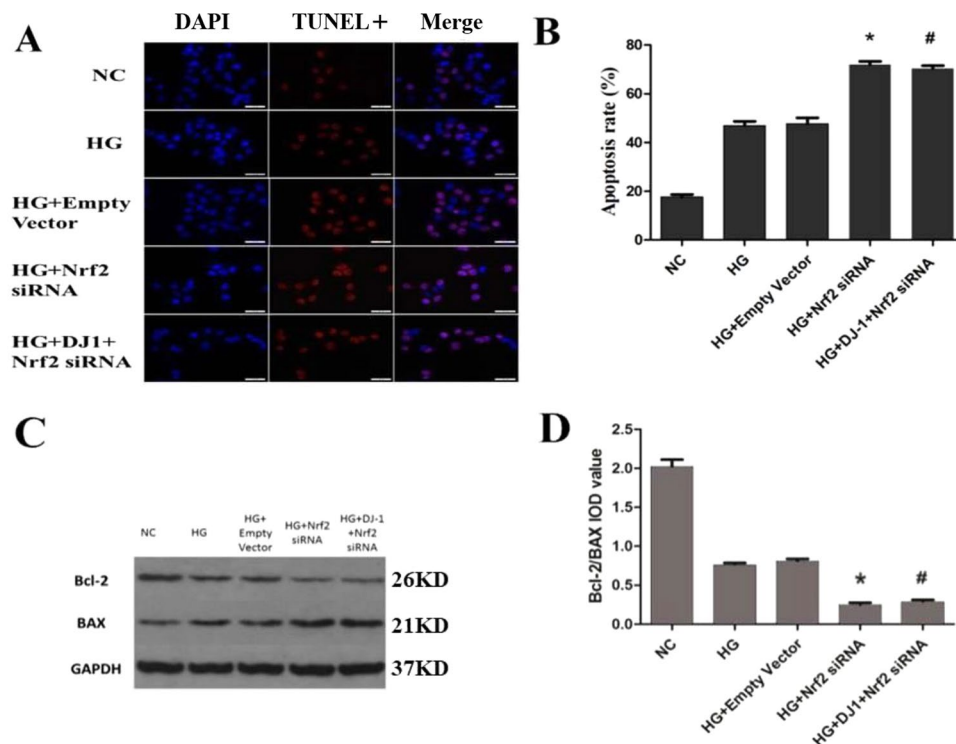 A
DAPI TUNEL+ Merge
NC
HG
HG+Empty
Vector
HG+Nrf2
siRNA
HG+DJ1+
Nrf2 siRNA
B
Apoptosis rate (%)
80
60
40
20
0
* #
NC
HG
HG+Empty Vector
HG+Nrf2 siRNA
HG+DJ-1+Nrf2 siRNA
C
NC
HG
HG+
Empty
Vector
HG+Nrf2
siRNA
HG+DJ-1
+Nrf2
siRNA
Bcl-2 26KD
BAX 21KD
GAPDH 37KD
D
Bcl-2/BAX IOD value
2.5
2.0
1.5
1.0
0.5
0.0
* #
NC
HG
HG+Empty Vector
HG+Nrf2 siRNA
HG+DJ1+Nrf2 siRNA